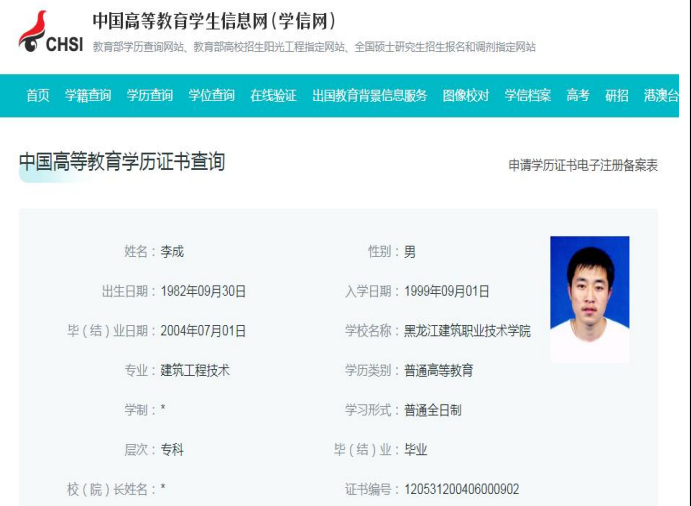 中国高等教育学生信息网(学信网)
CHSI 教育部学历查询网站、教育部高校招生阳光工程指定网站、全国硕士研究生招生报名和调剂指定网站
首页 学籍查询 学历查询 学位查询 在线验证 出国教育背景信息服务 图像校对 学信档案 高考 研招 港澳台
中国高等教育学历证书查询 申请学历证书电子注册备案表
姓名：李成 性别：男
出生日期：1982年09月30日 入学日期：1999年09月01日
毕(结)业日期：2004年07月01日 学校名称：黑龙江建筑职业技术学院
专业：建筑工程技术 学历类别：普通高等教育
学制：* 学习形式：普通全日制
层次：专科 毕(结)业：毕业
校(院)长姓名：* 证书编号：120531200406000902